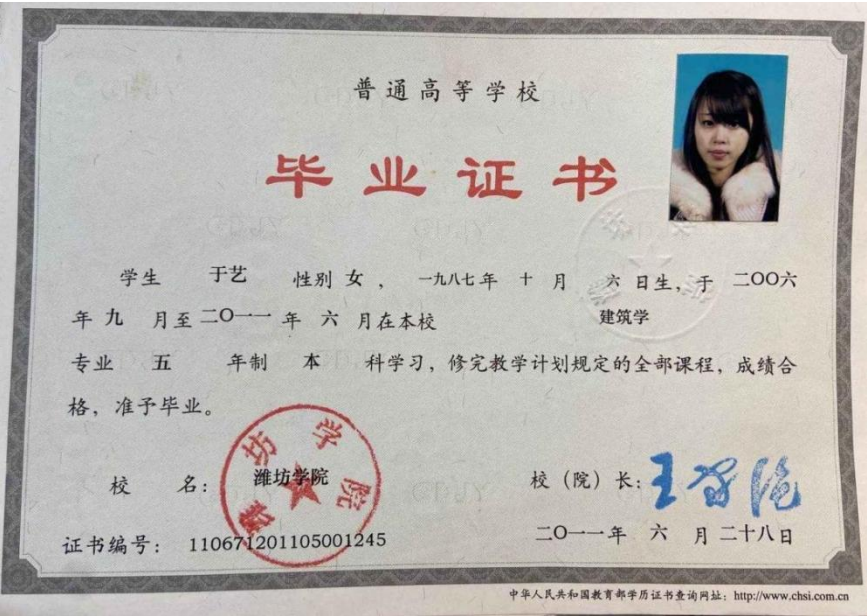 普通高等学校
毕业证书
学生 于艺 性别 女 ，一九八七年 十 月 六 日生，于 二〇〇六
年 九 月至 二〇一一 年 六 月在本校 建筑学
专业 五 年制 本 科学习，修完教学计划规定的全部课程，成绩合
格，准予毕业。
校 名： 潍坊学院 校（院）长：
证书编号： 110671201105001245 二〇一一年 六 月 二十八日
中华人民共和国教育部学历证书查询网址：http://www.chsi.com.cn